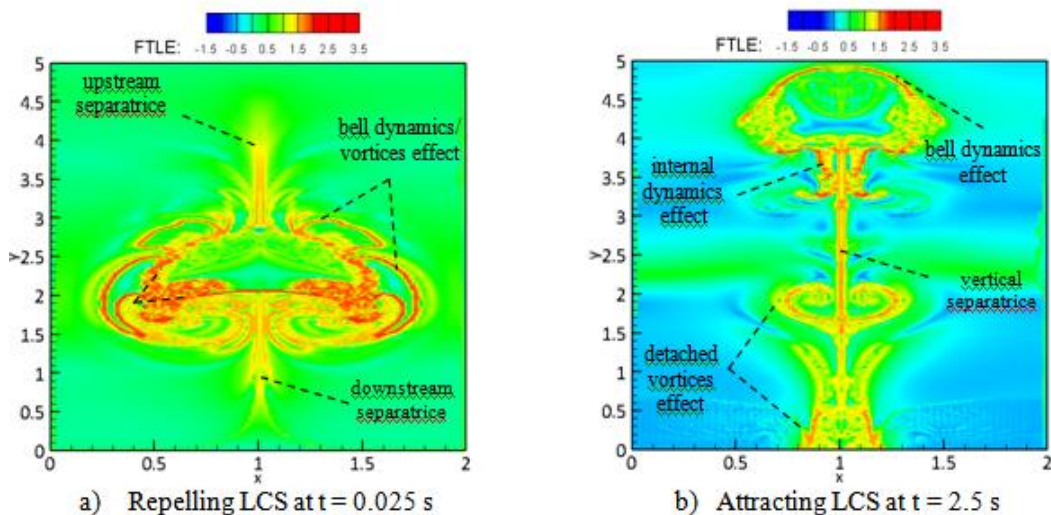 FTLE: -1.5 -0.5 0.5 1.5 2.5 3.5
5
4.5
4
3.5
3
2.5
2
1.5
1
0.5
0
y
0.5 1 1.5 2
x
upstream
separatrice
bell dynamics/
vortices effect
downstream
separatrice
a) Repelling LCS at t = 0.025 s
FTLE: -1.5 -0.5 0.5 1.5 2.5 3.5
5
4.5
4
3.5
3
2.5
2
1.5
1
0.5
0
y
0 0.5 1 1.5 2
x
bell dynamics
effect
internal
dynamics
effect
vertical
separatrice
detached
vortices
effect
b) Attracting LCS at t = 2.5 s